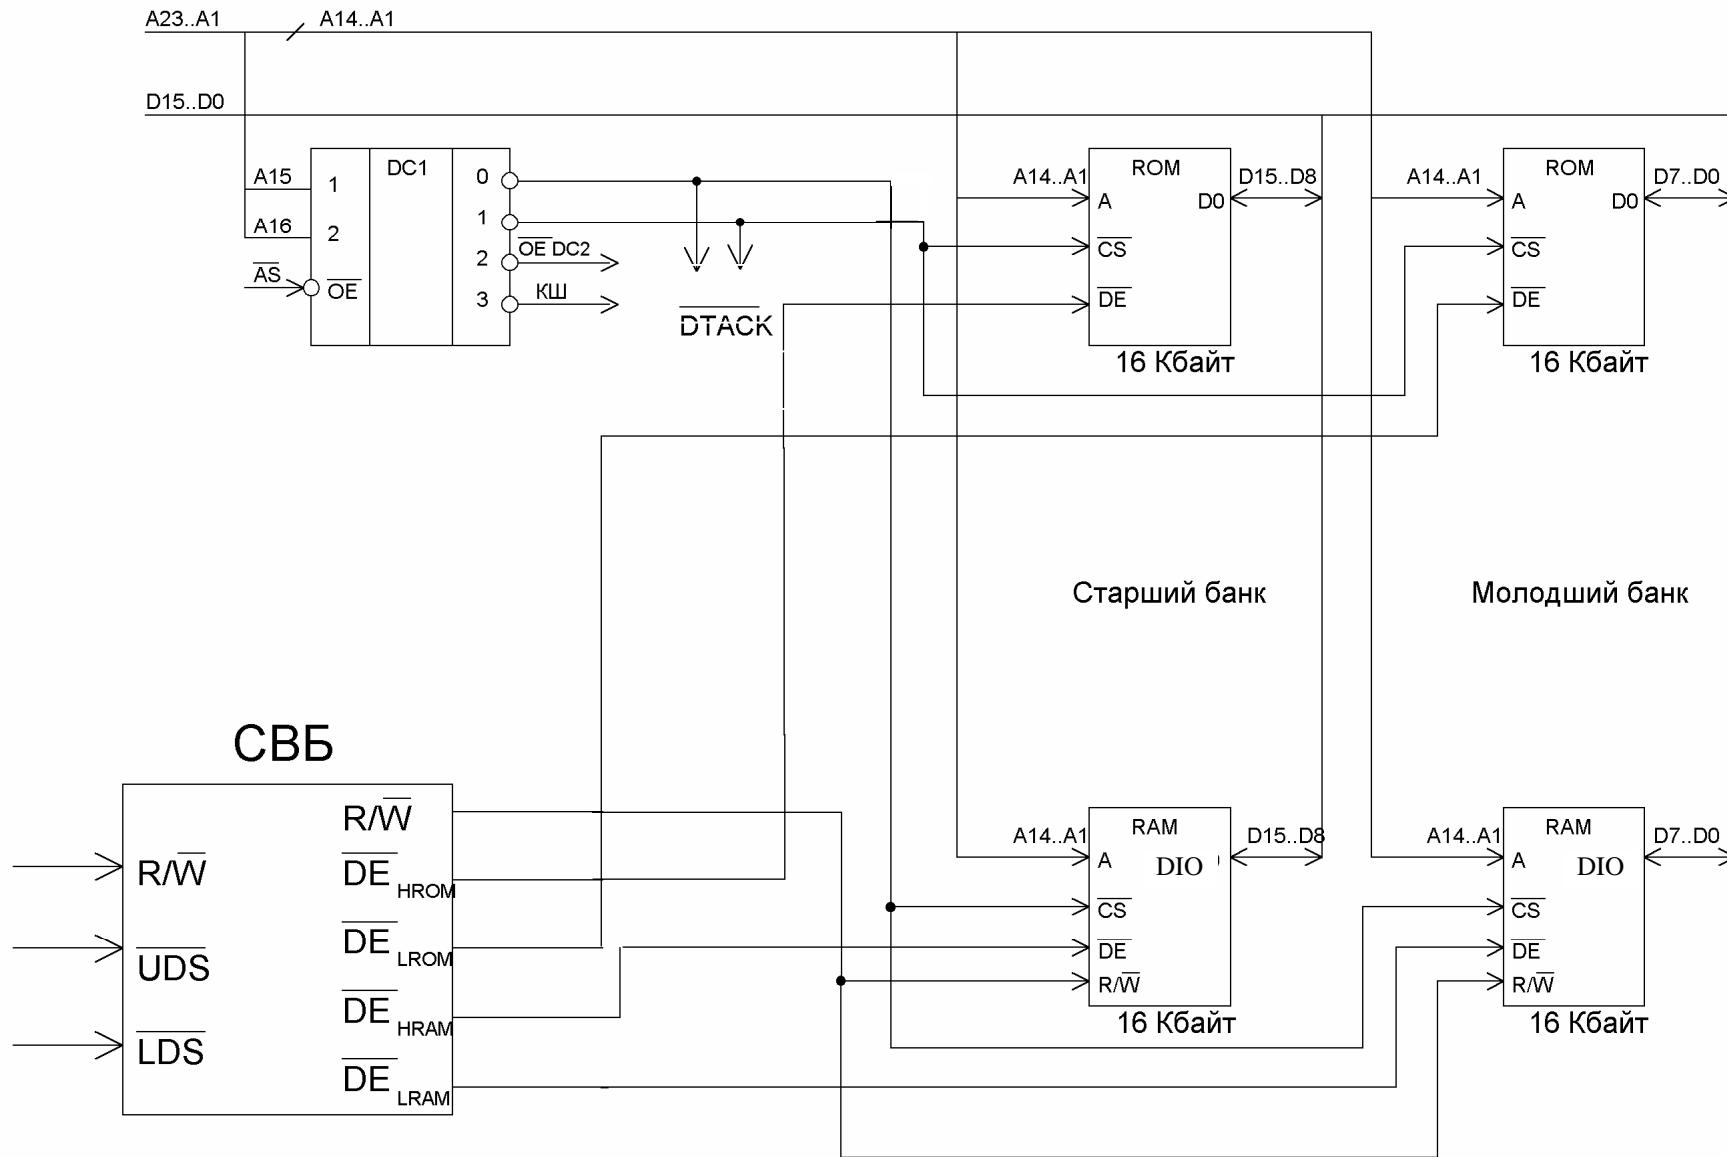 A23..A1
A14..A1
D15..D0
A15
A16
AS
1
2
OE
DC1
0
1
2
3
OE DC2
КШ
DTACK
A14..A1
ROM
A
D0
D15..D8
CS
DE
16 Кбайт
A14..A1
ROM
A
D0
D7..D0
CS
DE
16 Кбайт
Старший банк
Молодший банк
СВБ
R/W
UDS
LDS
R/W
DE HROM
DE LROM
DE HRAM
DE LRAM
A14..A1
RAM
A
DIO
D15..D8
CS
DE
R/W
16 Кбайт
A14..A1
RAM
A
DIO
D7..D0
CS
DE
R/W
16 Кбайт